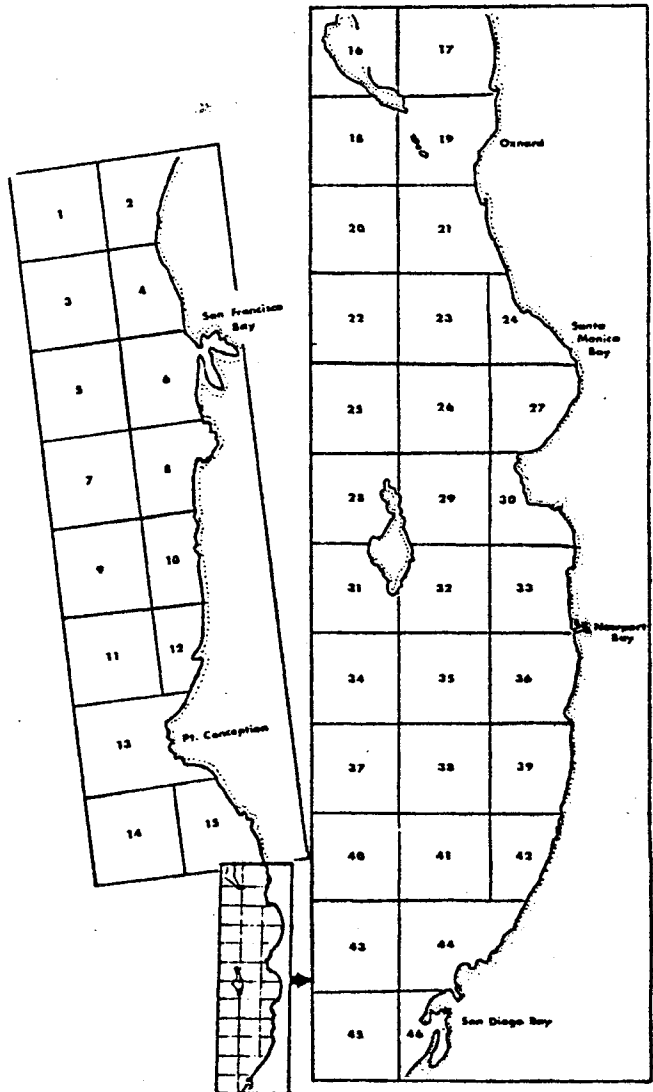 1 2
3 4
San Francisco
Bay
5 6
7 8
9 10
11 12
13
Pt. Conception
14 15
16 17
18 19
Oxnard
20 21
22 23 24
Santa
Monica
Bay
25 26 27
28 29 30
31 32 33
Newport
Bay
34 35 36
37 38 39
40 41 42
43 44
45 46
San Diego Bay